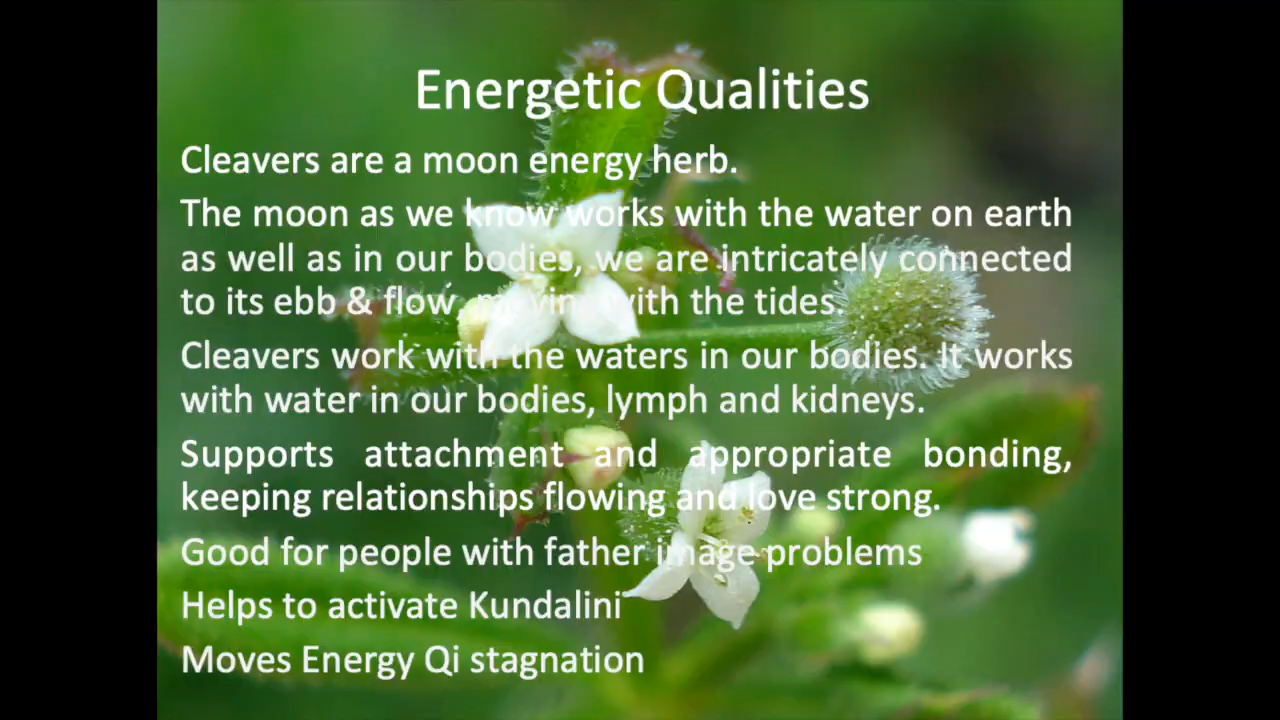 Energetic Qualities
Cleavers are a moon energy herb.
The moon as we know works with the water on earth
as well as in our bodies, we are intricately connected
to its ebb & flow, moving with the tides.
Cleavers work with the waters in our bodies. It works
with water in our bodies, lymph and kidneys.
Supports attachment and appropriate bonding,
keeping relationships flowing and love strong.
Good for people with father image problems
Helps to activate Kundalini
Moves Energy Qi stagnation